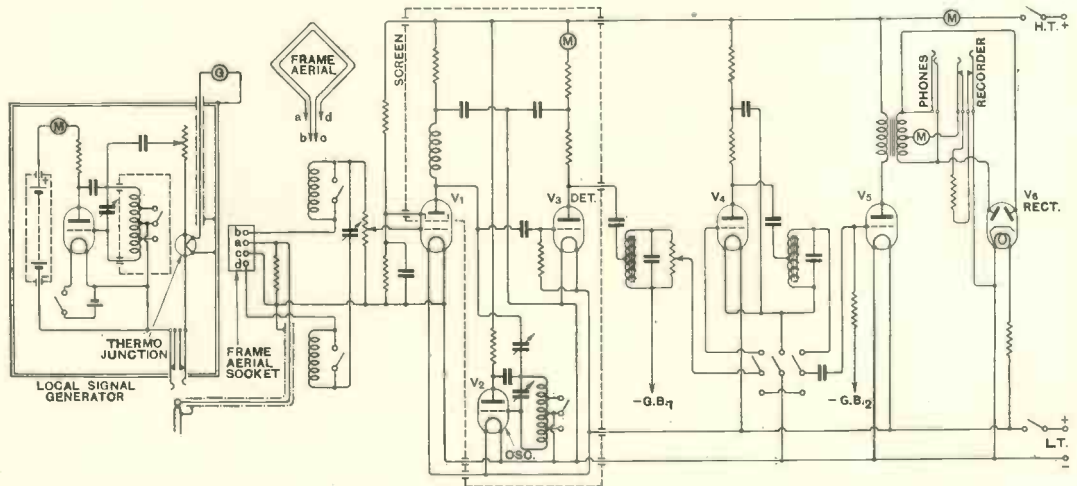 M
H.T. +
FRAME
AERIAL
SCREEN
M
PHONES
RECORDER
G
a
d
b
c
M
M
+
V1
V3 DET.
V4
V5
V6
RECT.
b
a
c
d
-
THERMO
JUNCTION
FRAME
AERIAL
SOCKET
LOCAL SIGNAL
GENERATOR
V2
OSC.
-G.B.1
-G.B.2
+
L.T.
-